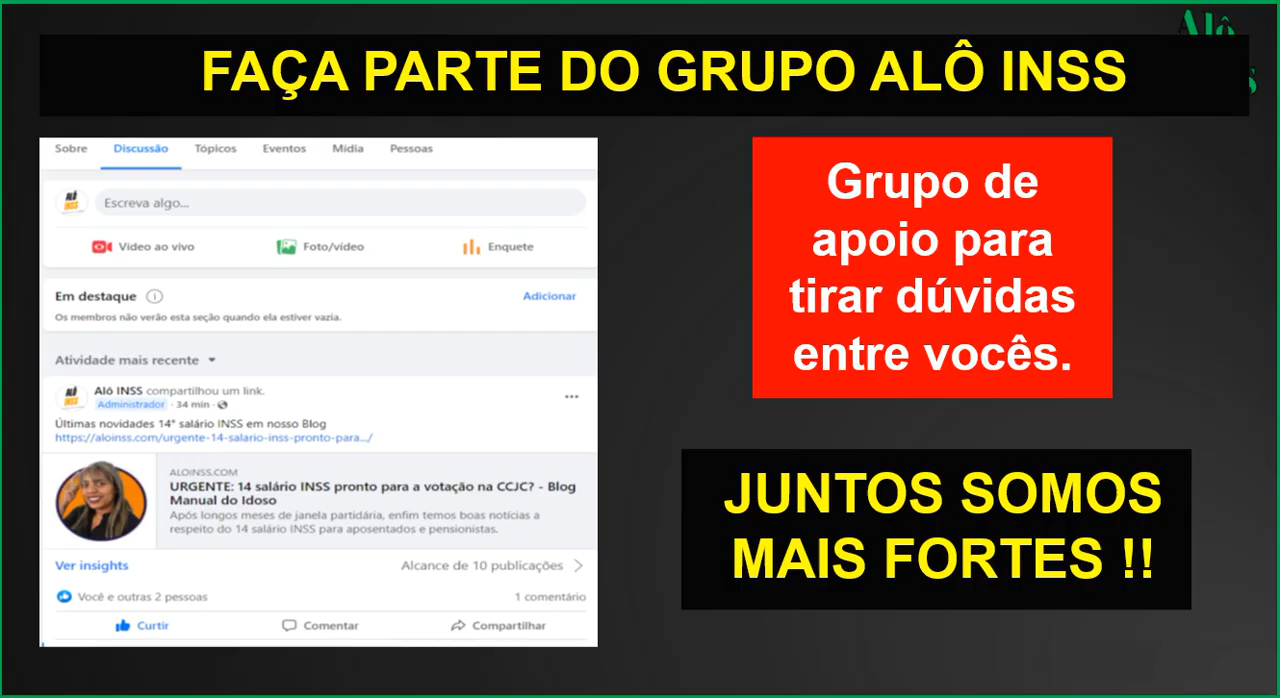 Alô
S
FAÇA PARTE DO GRUPO ALÔ INSS
Sobre Discussão Tópicos Eventos Mídia Pessoas
ALÔ
INSS
Escreva algo...
Vídeo ao vivo Foto/vídeo Enquete
Em destaque Adicionar
Os membros não verão esta seção quando ela estiver vazia.
Atividade mais recente
ALÔ
INSS
Alô INSS compartilhou um link.
Administrador · 34 min ·
Últimas novidades 14° salário INSS em nosso Blog
https://aloinss.com/urgente-14-salario-inss-pronto-para.../
ALOINSS.COM
URGENTE: 14 salário INSS pronto para a votação na CCJC? - Blog
Manual do Idoso
Após longos meses de janela partidária, enfim temos boas notícias a
respeito do 14 salário INSS para aposentados e pensionistas.
Ver insights Alcance de 10 publicações
Você e outras 2 pessoas 1 comentário
Curtir Comentar Compartilhar
Grupo de
apoio para
tirar dúvidas
entre vocês.
JUNTOS SOMOS
MAIS FORTES !!